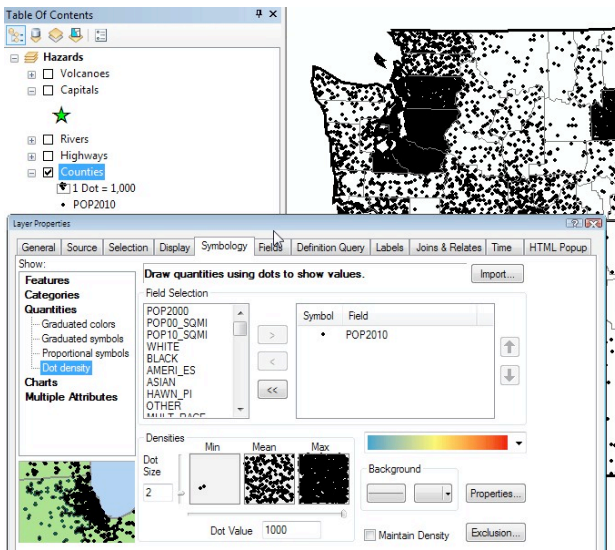 Table Of Contents
Hazards
Volcanoes
Capitals
Rivers
Highways
Counties
1 Dot = 1,000
POP2010
Layer Properties
General Source Selection Display Symbology Fields Definition Query Labels Joins & Relates Time HTML Popup
Show:
Features
Categories
Quantities
Graduated colors
Graduated symbols
Proportional symbols
Dot density
Charts
Multiple Attributes
Draw quantities using dots to show values.
Import...
Field Selection
POP2000
POP00_SQMI
POP10_SQMI
WHITE
BLACK
AMERI_ES
ASIAN
HAWN_PI
OTHER
MULT_RACE
>
<
<<
Symbol Field
POP2010
Densities
Min Mean Max
Dot
Size
2
Dot Value 1000
Background
Properties...
Maintain Density
Exclusion...